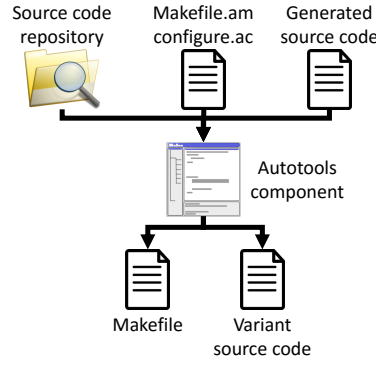 Source code
repository
Makefile.am
configure.ac
Generated
source code
Autotools
component
Makefile
Variant
source code